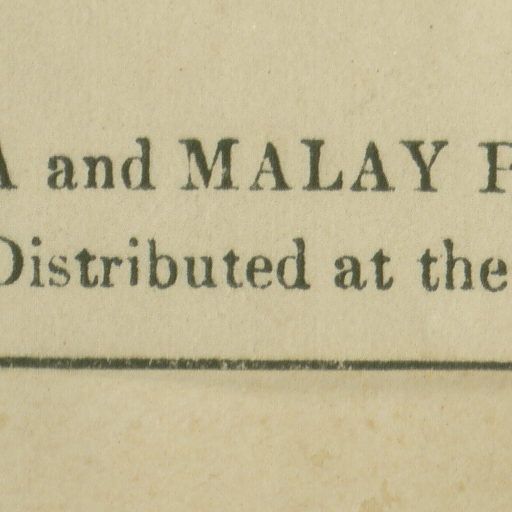 A and MALAY P
Distributed at the